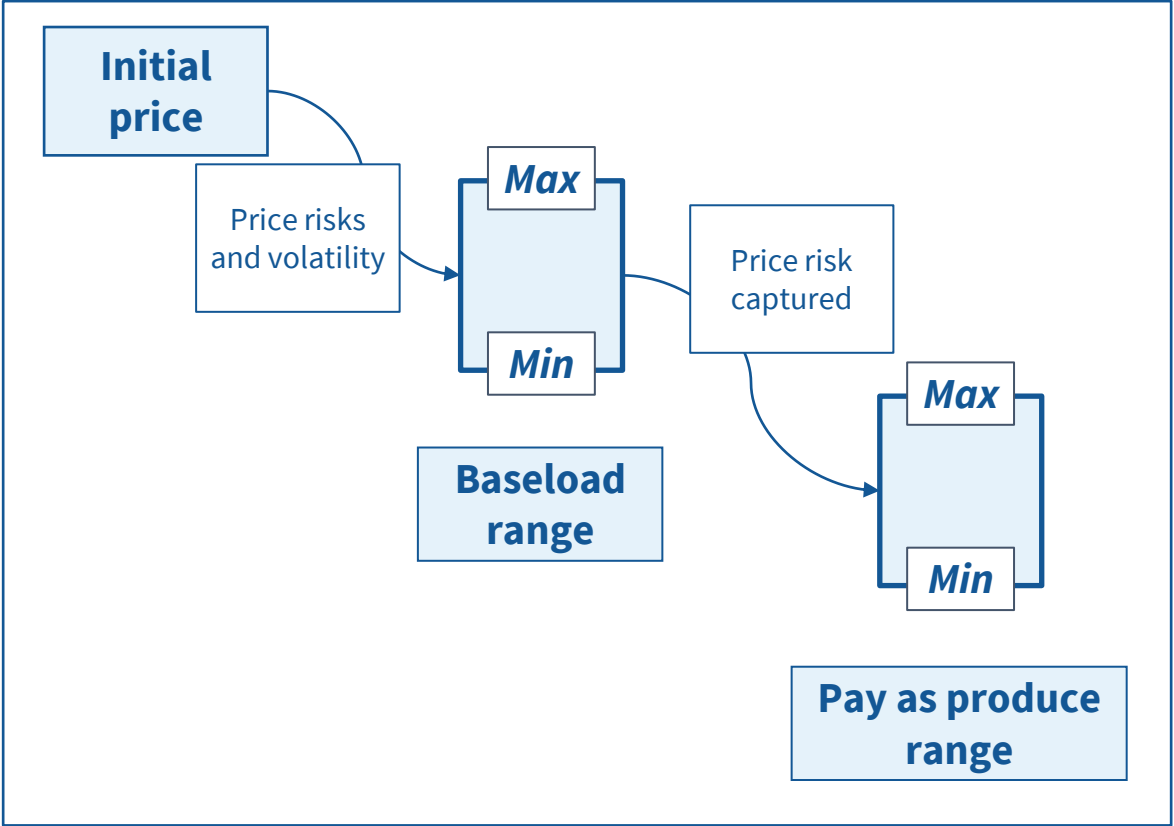 Initial
price
Price risks
and volatility
Max
Min
Baseload
range
Price risk
captured
Max
Min
Pay as produce
range